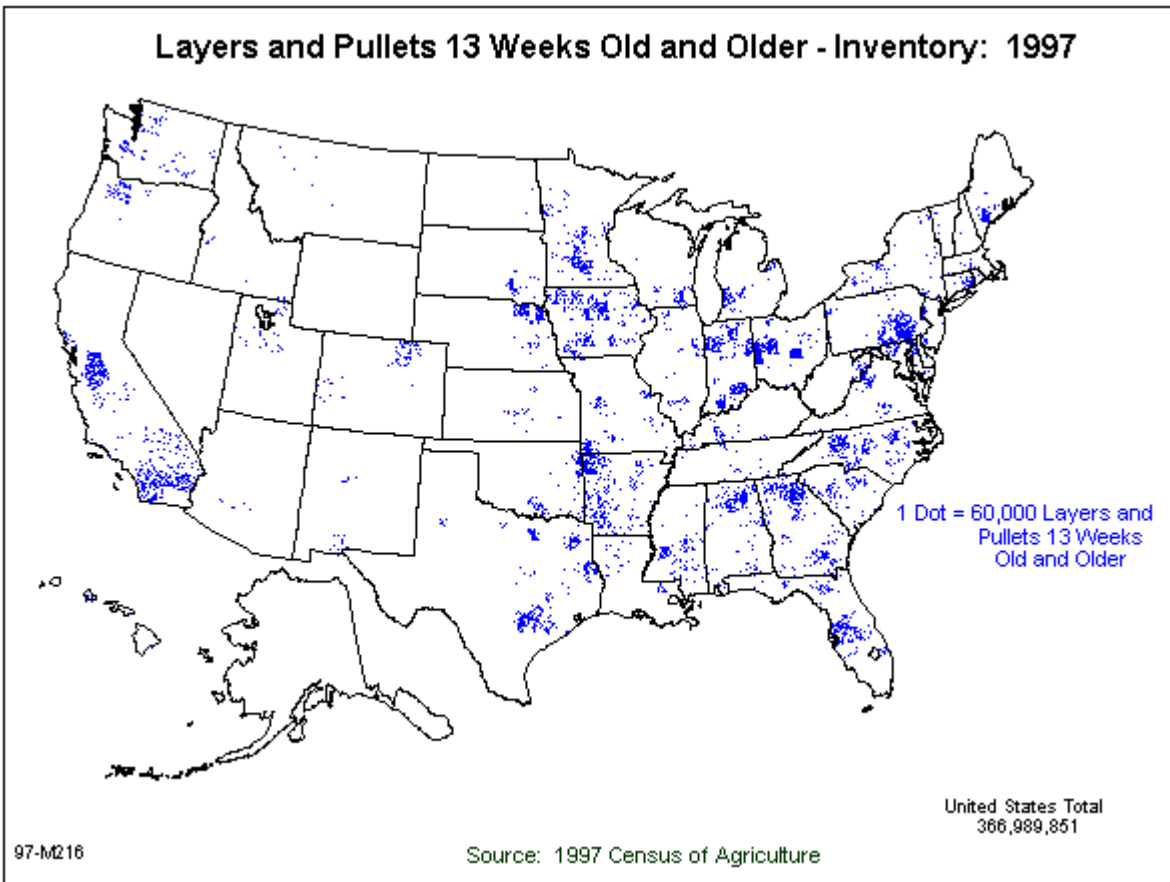 Layers and Pullets 13 Weeks Old and Older - Inventory: 1997
1 Dot = 60,000 Layers and
Pullets 13 Weeks
Old and Older
United States Total
366,989,851
97-M216
Source: 1997 Census of Agriculture